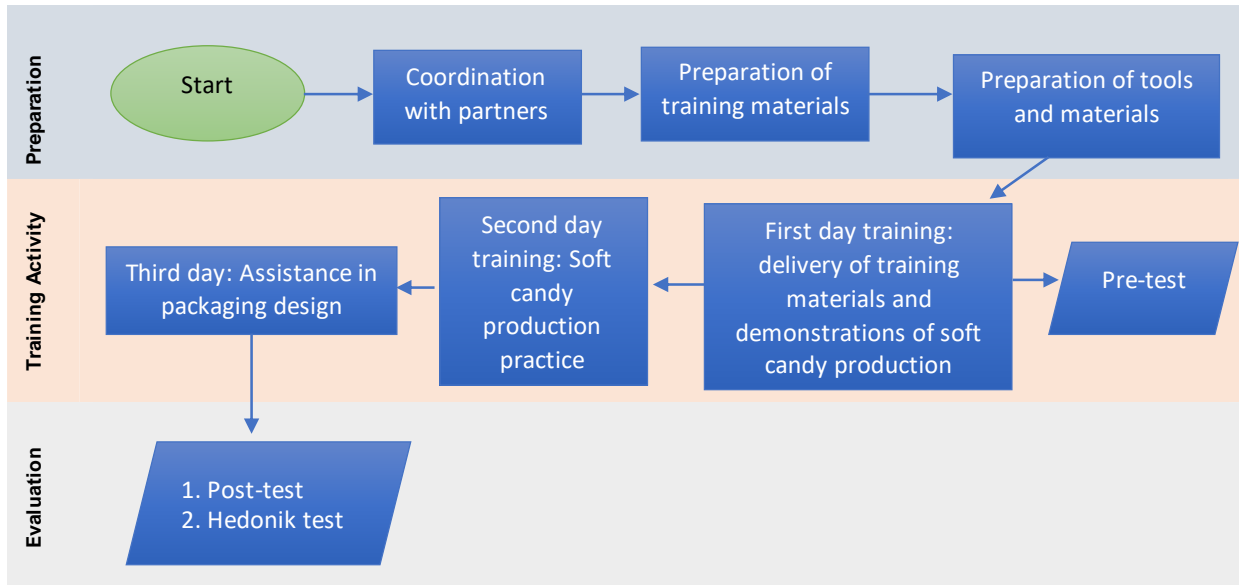 Preparation
Start
Coordination
with partners
Preparation of
training materials
Preparation of tools
and materials
Training Activity
Third day: Assistance in
packaging design
Second day
training: Soft
candy
production
practice
First day training:
delivery of training
materials and
demonstrations of soft
candy production
Pre-test
Evaluation
1. Post-test
2. Hedonik test